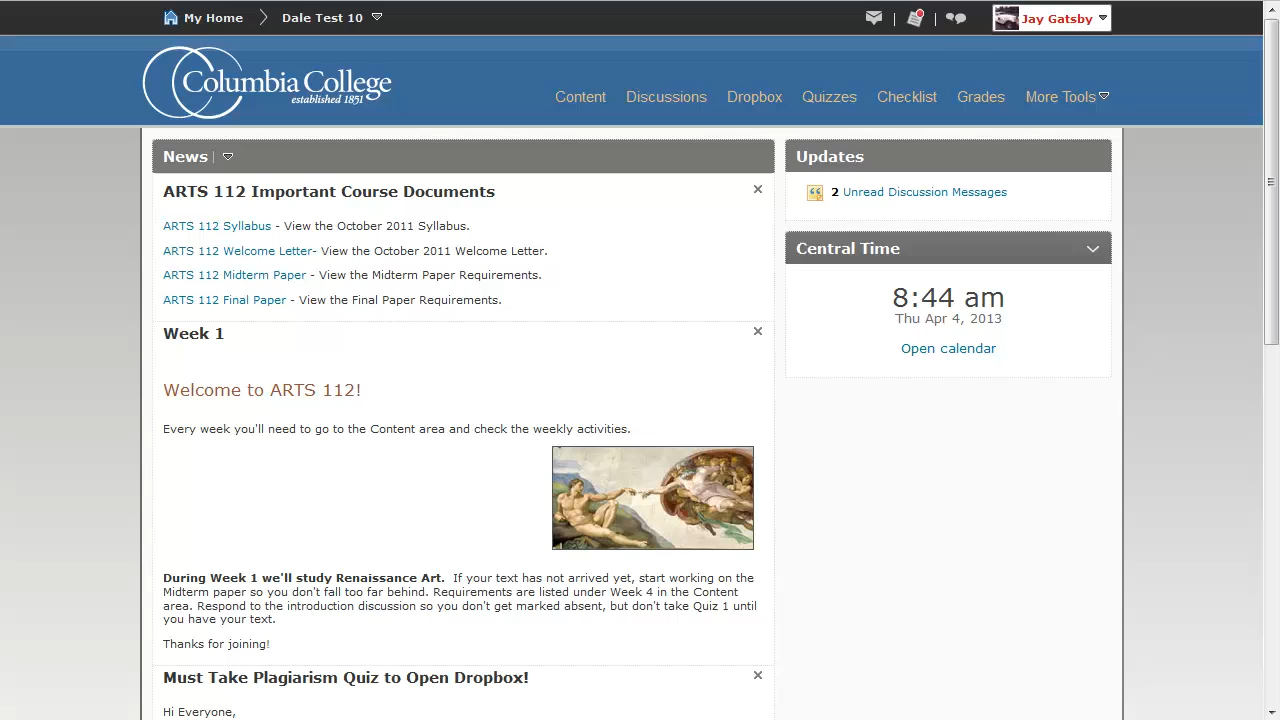 My Home
Dale Test 10
Jay Gatsby
Columbia College
established 1851
Content
Discussions
Dropbox
Quizzes
Checklist
Grades
More Tools
News
ARTS 112 Important Course Documents
ARTS 112 Syllabus - View the October 2011 Syllabus.
ARTS 112 Welcome Letter- View the October 2011 Welcome Letter.
ARTS 112 Midterm Paper - View the Midterm Paper Requirements.
ARTS 112 Final Paper - View the Final Paper Requirements.
Week 1
Welcome to ARTS 112!
Every week you'll need to go to the Content area and check the weekly activities.
During Week 1 we'll study Renaissance Art. If your text has not arrived yet, start working on the
Midterm paper so you don't fall too far behind. Requirements are listed under Week 4 in the Content
area. Respond to the introduction discussion so you don't get marked absent, but don't take Quiz 1 until
you have your text.
Thanks for joining!
Must Take Plagiarism Quiz to Open Dropbox!
Hi Everyone,
Updates
2 Unread Discussion Messages
Central Time
8:44 am
Thu Apr 4, 2013
Open calendar